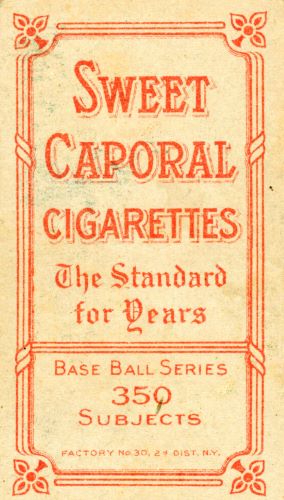 SWEET
CAPORAL
CIGARETTES
The Standard
for Years
BASE BALL SERIES
350
SUBJECTS
FACTORY No. 30, 2d DIST. N.Y.